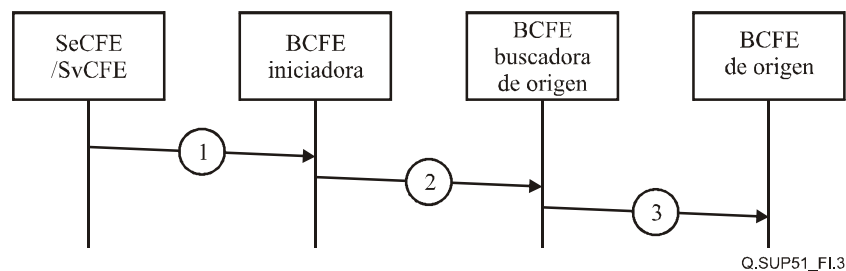 SeCFE
/SvCFE
BCFE
iniciadora
BCFE
buscadora
de origen
BCFE
de origen
1
2
3
Q.SUP51_FI.3